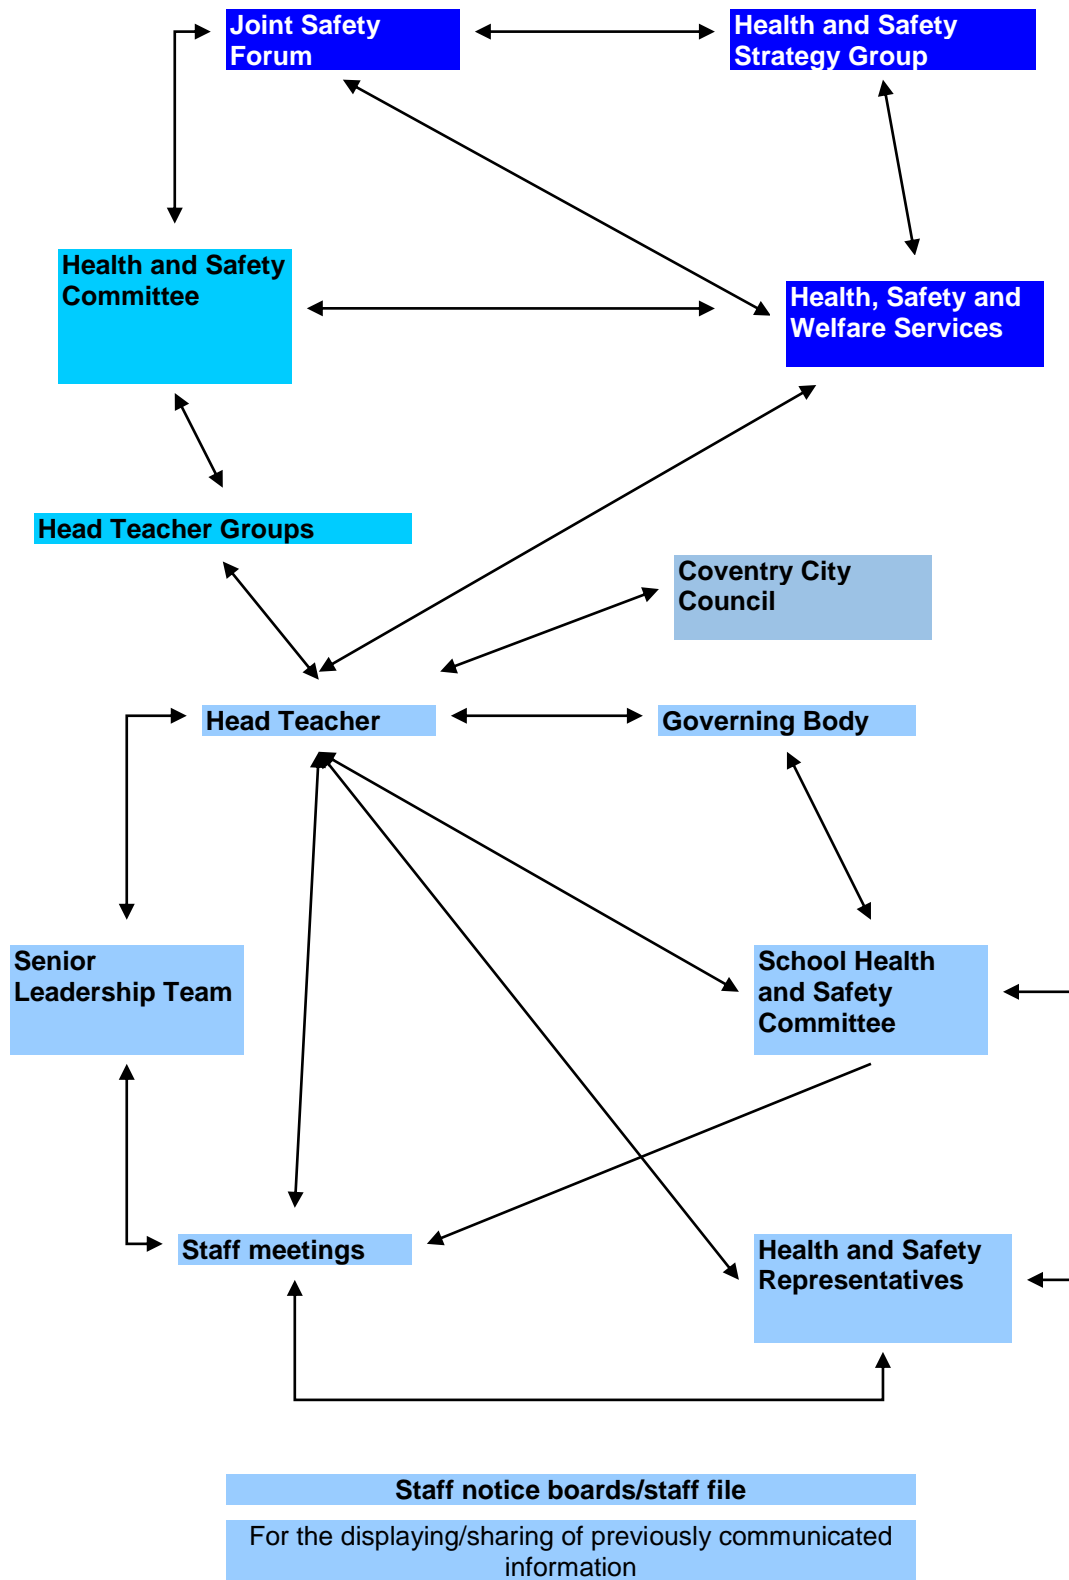 Joint Safety
Forum
Health and Safety
Strategy Group
Health and Safety
Committee
Health, Safety and
Welfare Services
Head Teacher Groups
Coventry City
Council
Head Teacher
Governing Body
Senior
Leadership Team
School Health
and Safety
Committee
Staff meetings
Health and Safety
Representatives
Staff notice boards/staff file
For the displaying/sharing of previously communicated
information